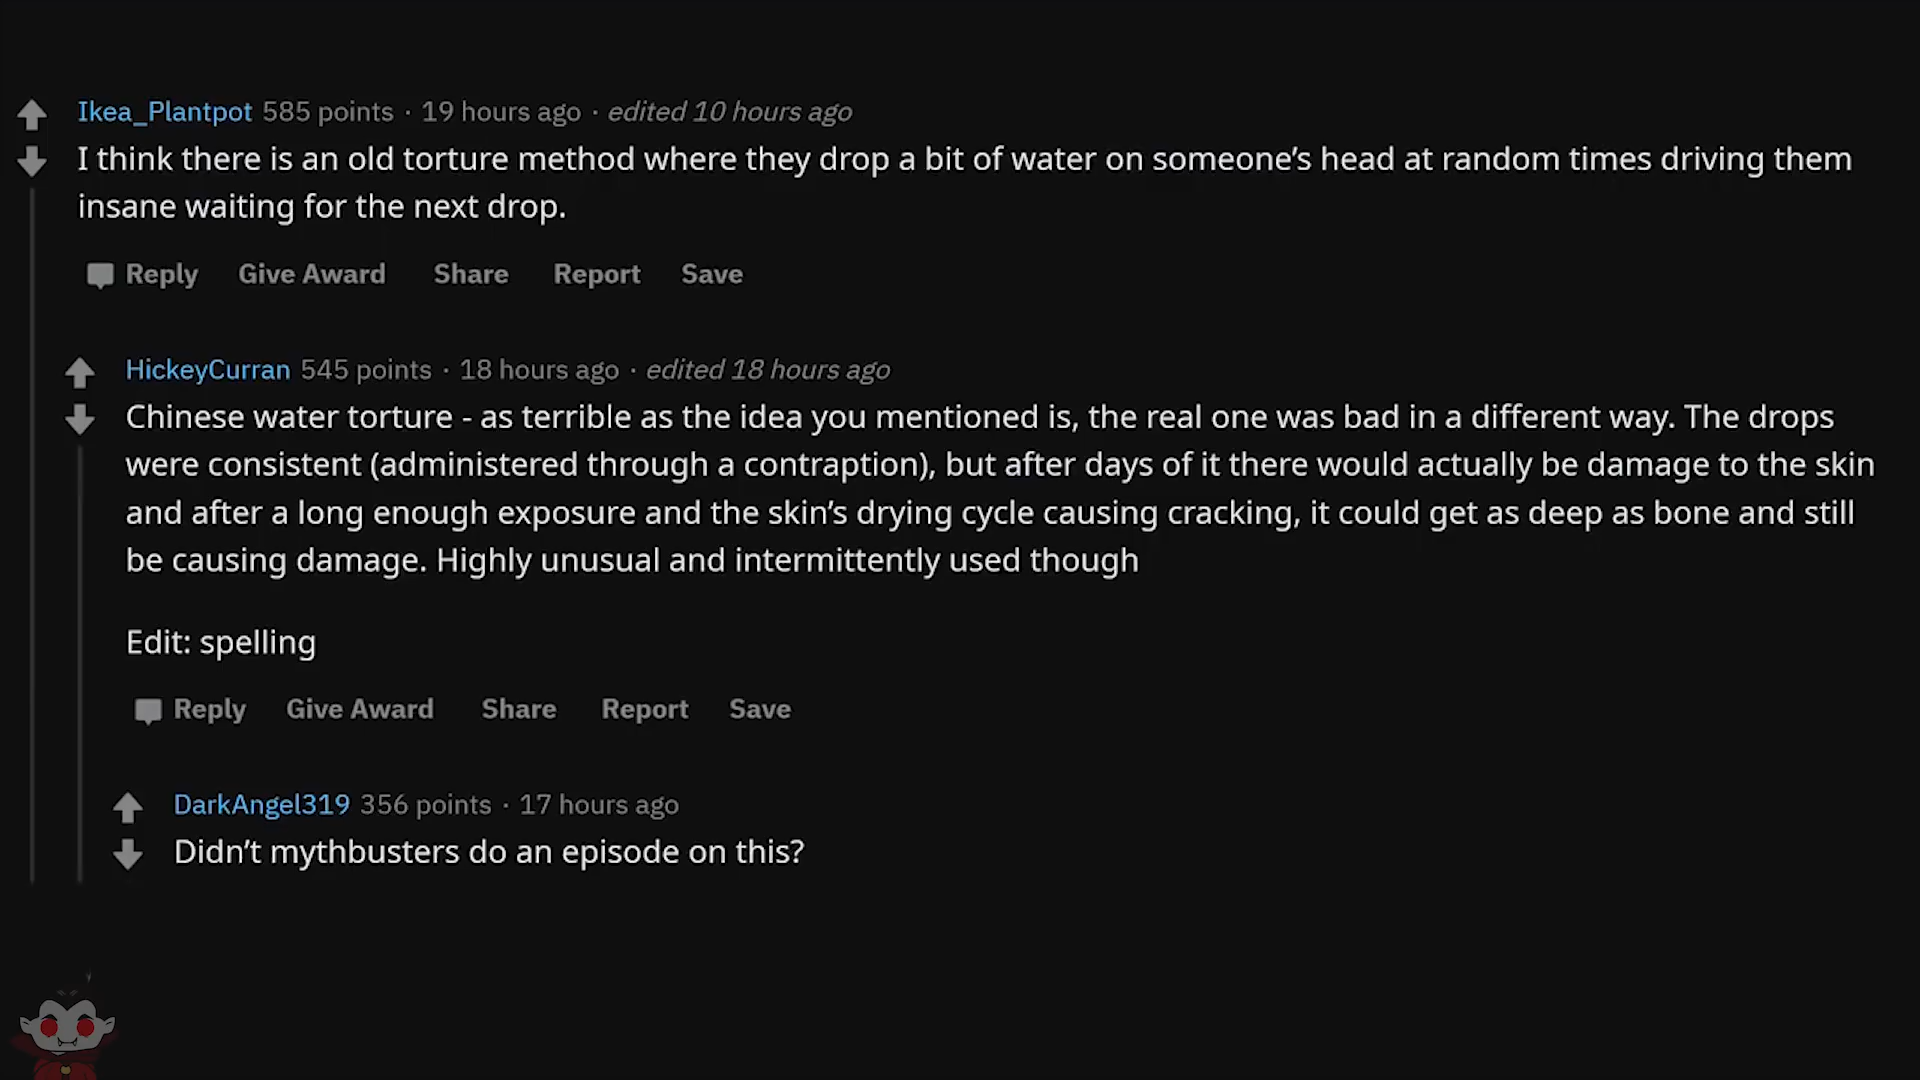 Ikea_Plantpot 585 points · 19 hours ago · edited 10 hours ago
I think there is an old torture method where they drop a bit of water on someone’s head at random times driving them
insane waiting for the next drop.
Reply Give Award Share Report Save
HickeyCurran 545 points · 18 hours ago · edited 18 hours ago
Chinese water torture - as terrible as the idea you mentioned is, the real one was bad in a different way. The drops
were consistent (administered through a contraption), but after days of it there would actually be damage to the skin
and after a long enough exposure and the skin’s drying cycle causing cracking, it could get as deep as bone and still
be causing damage. Highly unusual and intermittently used though
Edit: spelling
Reply Give Award Share Report Save
DarkAngel319 356 points · 17 hours ago
Didn’t mythbusters do an episode on this?